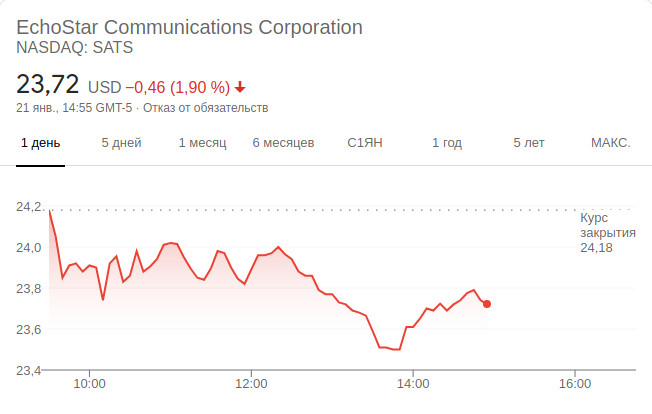 EchoStar Communications Corporation
NASDAQ: SATS
23,72 USD −0,46 (1,90 %)
21 янв., 14:55 GMT-5 · Отказ от обязательств
1 день 5 дней 1 месяц 6 месяцев С1ЯН 1 год 5 лет МАКС.
24,2
Курс
закрытия
24,0 24,18
23,8
23,6
23,4
10:00 12:00 14:00 16:00